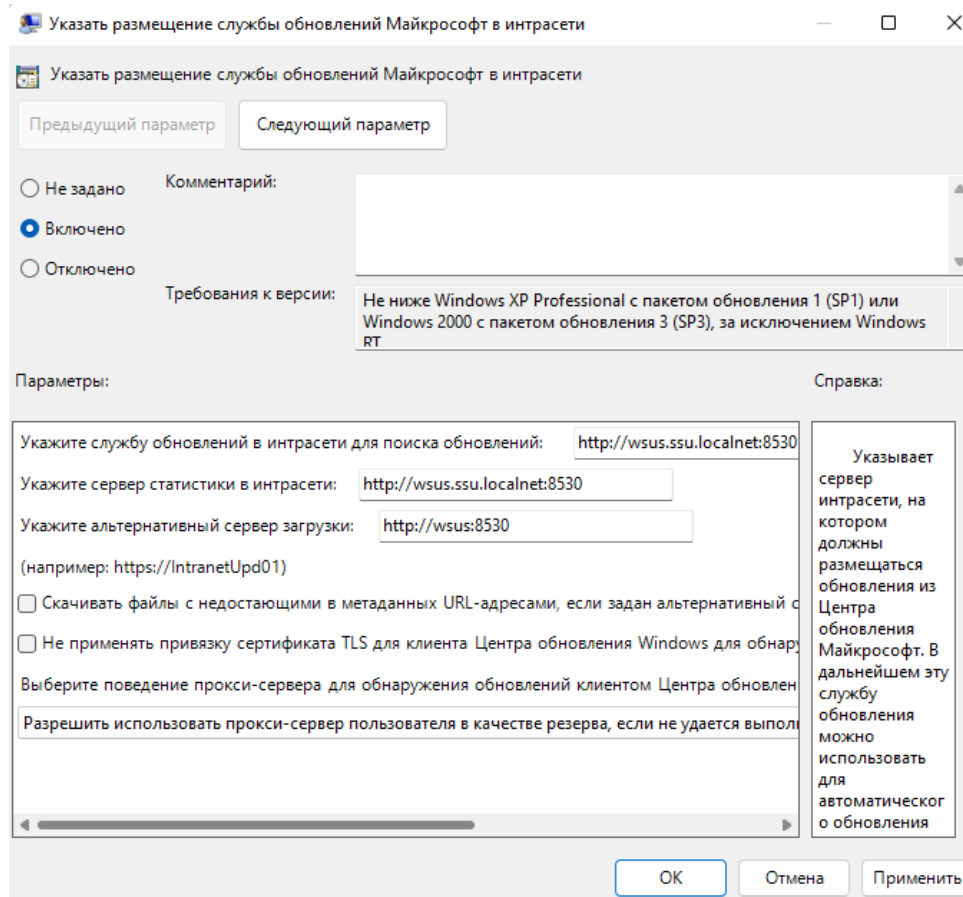 Указать размещение службы обновлений Майкрософт в интрасети
Указать размещение службы обновлений Майкрософт в интрасети
Предыдущий параметр
Следующий параметр
Не задано
Включено
Отключено
Комментарий:
Требования к версии:
Не ниже Windows XP Professional с пакетом обновления 1 (SP1) или
Windows 2000 с пакетом обновления 3 (SP3), за исключением Windows
RT
Параметры:
Справка:
Укажите службу обновлений в интрасети для поиска обновлений: http://wsus.ssu.localnet:8530
Укажите сервер статистики в интрасети: http://wsus.ssu.localnet:8530
Укажите альтернативный сервер загрузки: http://wsus:8530
(например: https://IntranetUpd01)
Скачивать файлы с недостающими в метаданных URL-адресами, если задан альтернативный с
Не применять привязку сертификата TLS для клиента Центра обновления Windows для обнару
Выберите поведение прокси-сервера для обнаружения обновлений клиентом Центра обновлен
Разрешить использовать прокси-сервер пользователя в качестве резерва, если не удается выполн
Указывает
сервер
интрасети, на
котором
должны
размещаться
обновления из
Центра
обновления
Майкрософт. В
дальнейшем эту
службу
обновления
можно
использовать
для
автоматическог
о обновления
ОК
Отмена
Применить